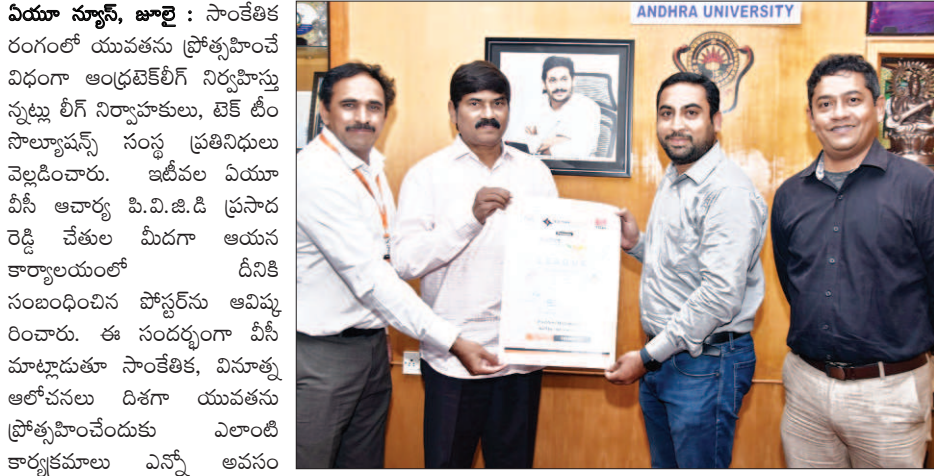 ఏయూ న్యూస్, జూలై : సాంకేతిక
రంగంలో యువతను ప్రోత్సహించే
విధంగా ఆంధ్రటెక్‌లీగ్ నిర్వహిస్తు
న్నట్లు లీగ్ నిర్వాహకులు, టెక్ టీం
సొల్యూషన్స్ సంస్థ ప్రతినిధులు
వెల్లడించారు. ఇటీవల ఏయూ
వీసీ ఆచార్య పి.వి.జి.డి ప్రసాద
రెడ్డి చేతుల మీదగా ఆయన
కార్యాలయంలో దీనికి
సంబంధించిన పోస్టర్‌ను ఆవిష్క
రించారు. ఈ సందర్భంగా వీసీ
మాట్లాడుతూ సాంకేతిక, వినూత్న
ఆలోచనలు దిశగా యువతను
ప్రోత్సహించేందుకు ఎలాంటి
కార్యక్రమాలు ఎన్నో అవసం
ANDHRA UNIVERSITY
LEAGUE